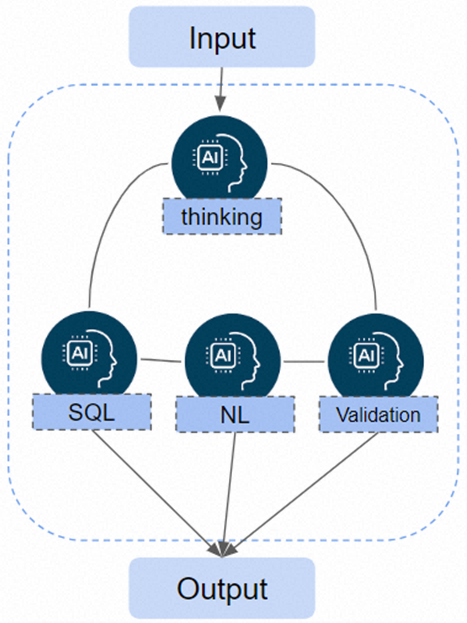 Input
AI
thinking
AI
AI
AI
SQL
NL
Validation
Output